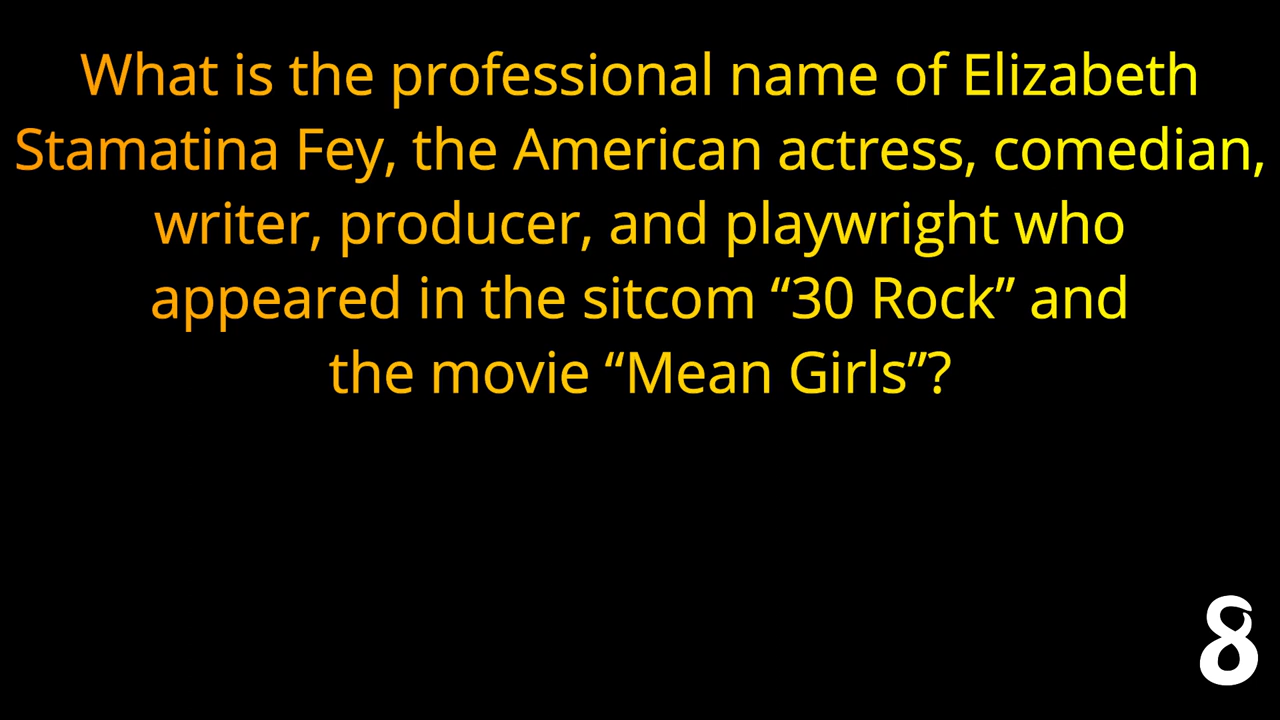 What is the professional name of Elizabeth
Stamatina Fey, the American actress, comedian,
writer, producer, and playwright who
appeared in the sitcom “30 Rock” and
the movie “Mean Girls”?
8